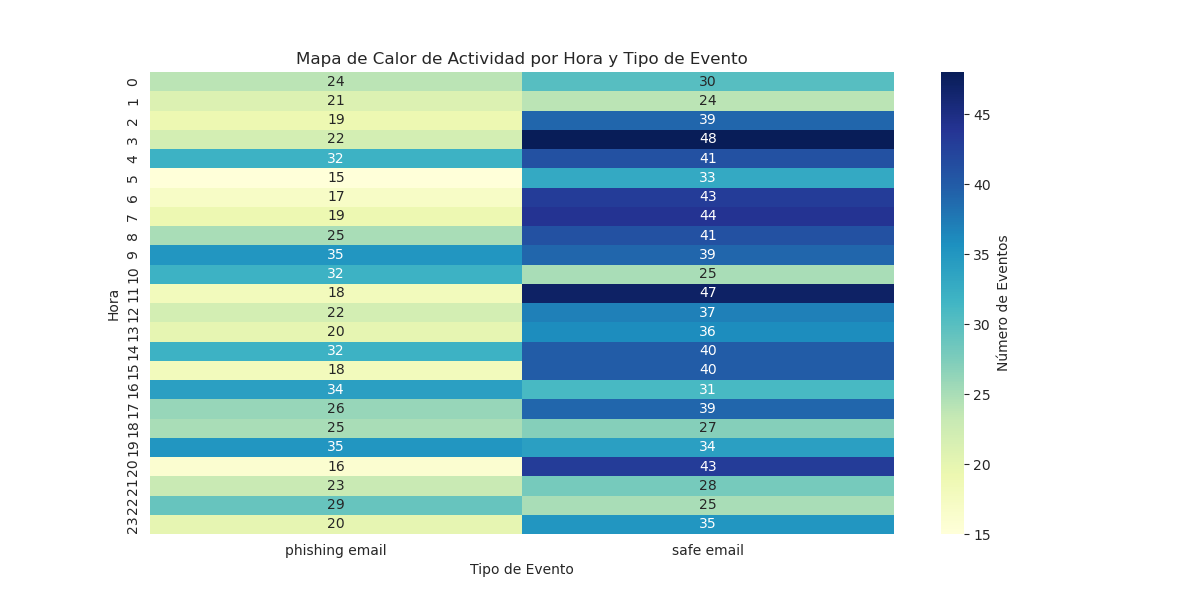 Mapa de Calor de Actividad por Hora y Tipo de Evento
0 24 30
1 21 24
2 19 39
3 22 48
4 32 41
5 15 33
6 17 43
7 19 44
8 25 41
9 35 39
10 32 25
11 18 47
12 22 37
13 20 36
14 32 40
15 18 40
16 34 31
17 26 39
18 25 27
19 35 34
20 16 43
21 23 28
22 29 25
23 20 35
Hora
phishing email safe email
Tipo de Evento
45
40
35
30
25
20
15
Número de Eventos